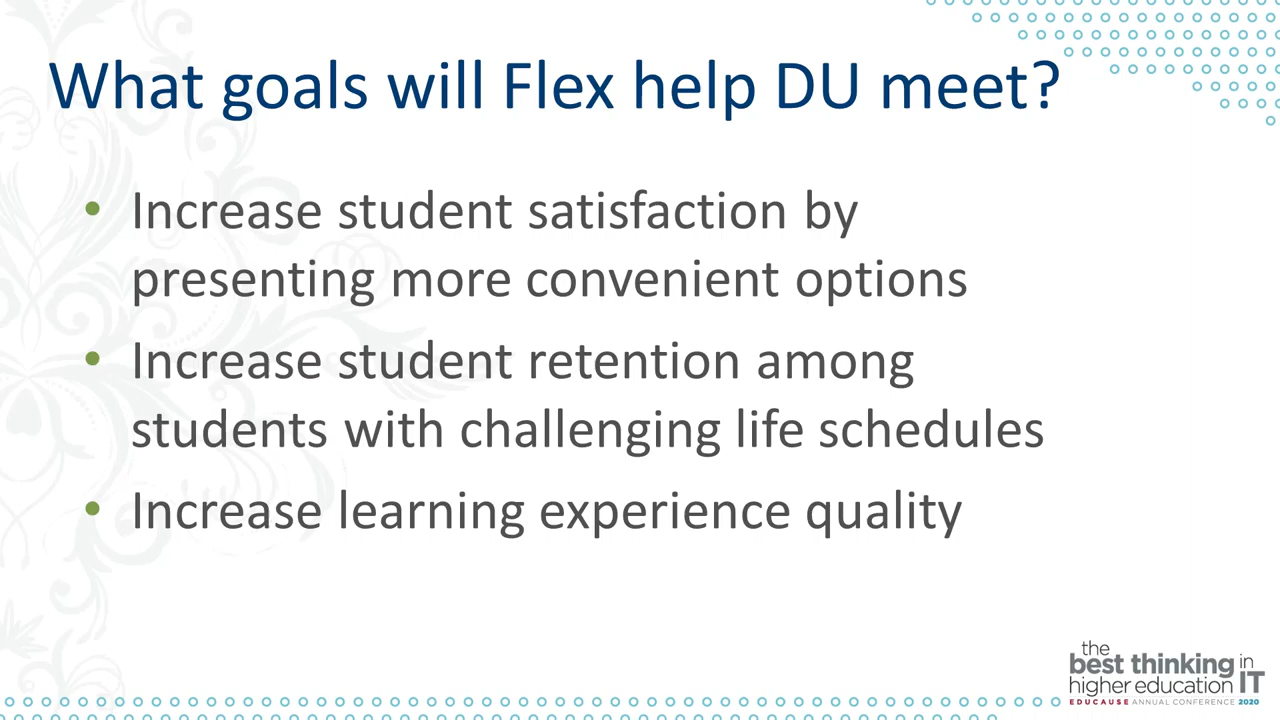 What goals will Flex help DU meet?
• Increase student satisfaction by
presenting more convenient options
• Increase student retention among
students with challenging life schedules
• Increase learning experience quality
the
best thinking in
higher education IT
EDUCAUSE ANNUAL CONFERENCE 2020